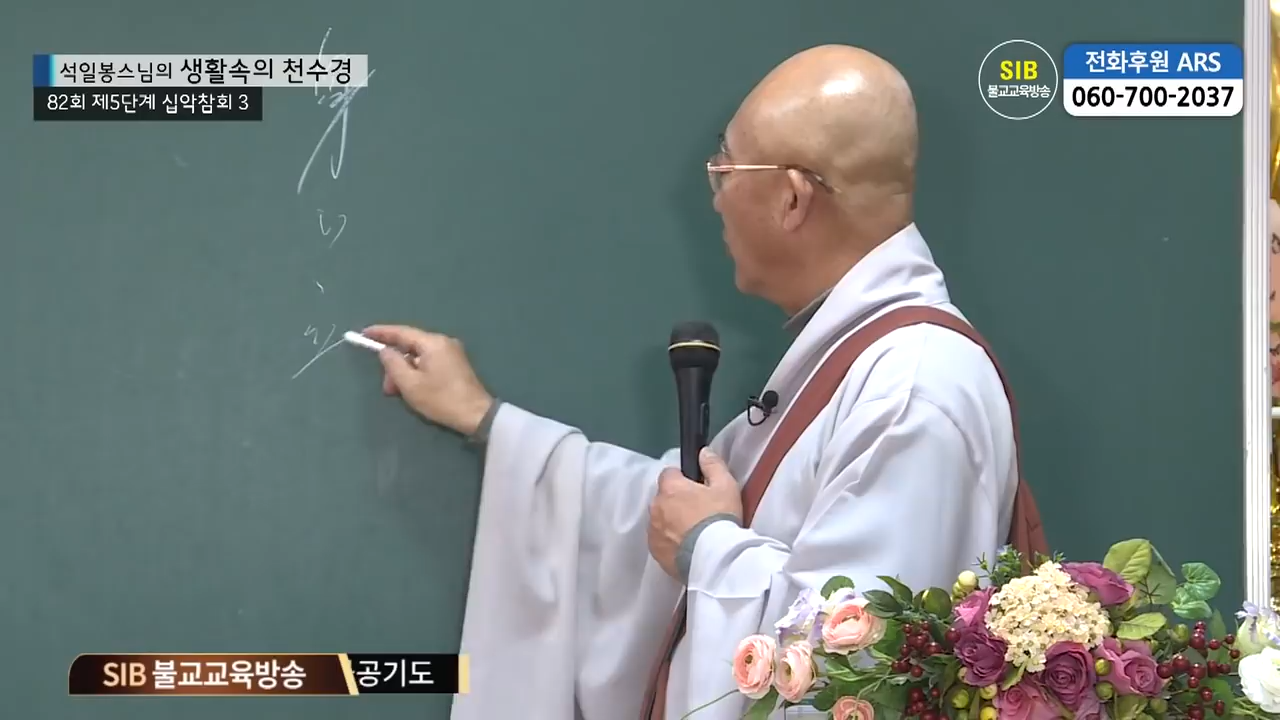 석일봉스님의 생활속의 천수경
82회 제5단계 십악참회 3
SIB
불교교육방송
전화후원 ARS
060-700-2037
SIB 불교교육방송
공기도